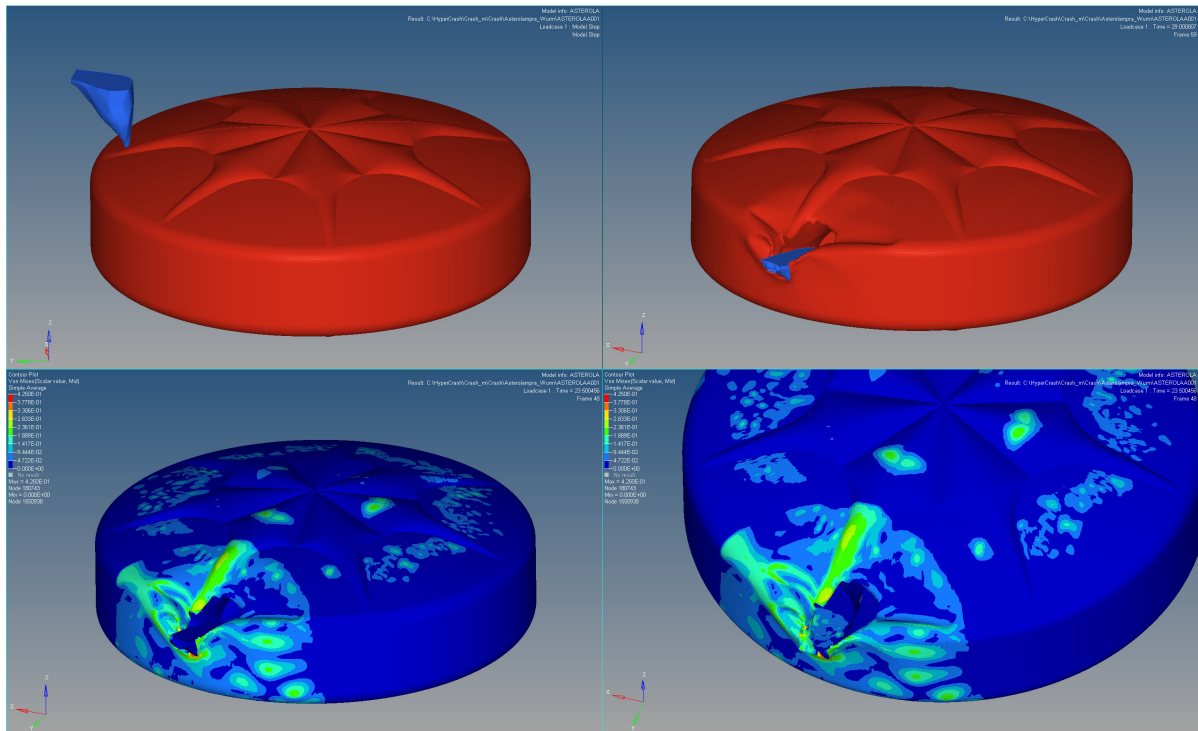 Model info: ASTEROLA
Result: C:\HyperCrash\Crash_m\Crash\Asterolampra_Wurm\ASTEROLAA001
Loadcase 1 : Model Step
Model Step
Z
Y
Model info: ASTEROLA
Result: C:\HyperCrash\Crash_m\Crash\Asterolampra_Wurm\ASTEROLAA001
Loadcase 1 : Time = 29.000807
Frame 59
Z
X
Y
Contour Plot
Von Mises(Scalar value, Mid)
Simple Average
4.250E-01
3.778E-01
3.306E-01
2.833E-01
2.361E-01
1.889E-01
1.417E-01
9.444E-02
4.722E-02
0.000E+00
No result
Max = 4.250E-01
Node 180743
Min = 0.000E+00
Node 1550938
Model info: ASTEROLA
Result: C:\HyperCrash\Crash_m\Crash\Asterolampra_Wurm\ASTEROLAA001
Loadcase 1 : Time = 23.500456
Frame 48
Z
X
Y
Contour Plot
Von Mises(Scalar value, Mid)
Simple Average
4.250E-01
3.778E-01
3.306E-01
2.833E-01
2.361E-01
1.889E-01
1.417E-01
9.444E-02
4.722E-02
0.000E+00
No result
Max = 4.250E-01
Node 180743
Min = 0.000E+00
Node 1550938
Model info: ASTEROLA
Result: C:\HyperCrash\Crash_m\Crash\Asterolampra_Wurm\ASTEROLAA001
Loadcase 1 : Time = 23.500456
Frame 48
Z
X
Y